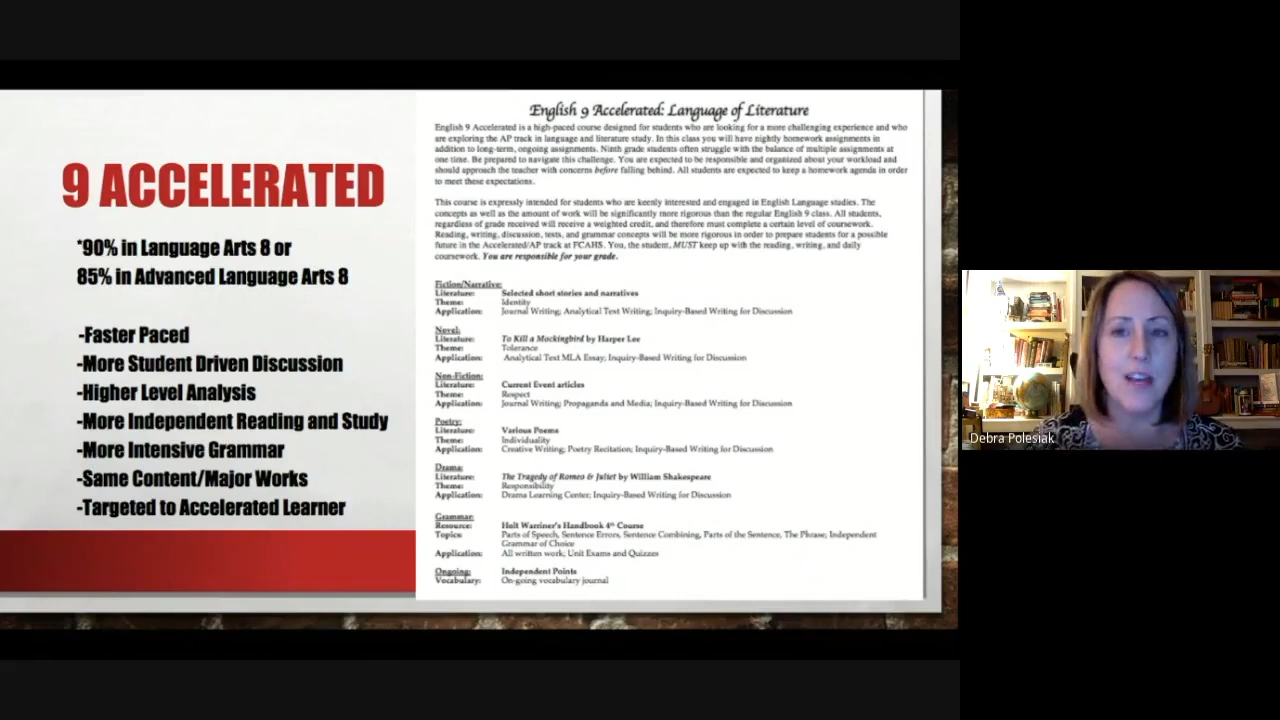 9 ACCELERATED
*90% in Language Arts 8 or
85% in Advanced Language Arts 8
-Faster Paced
-More Student Driven Discussion
-Higher Level Analysis
-More Independent Reading and Study
-More Intensive Grammar
-Same Content/Major Works
-Targeted to Accelerated Learner
English 9 Accelerated: Language of Literature
English 9 Accelerated is a high-paced course designed for students who are looking for a more challenging experience and who
are exploring the AP track in language and literature study. In this class you will have nightly homework assignments in
addition to long-term, ongoing assignments. Ninth grade students often struggle with the balance of multiple assignments at
one time. Be prepared to navigate this challenge. You are expected to be responsible and organized about your workload and
should approach the teacher with concerns before falling behind. All students are expected to keep a homework agenda in order
to meet these expectations.
This course is expressly intended for students who are keenly interested and engaged in English Language studies. The
concepts as well as the amount of work will be significantly more rigorous than the regular English 9 class. All students,
regardless of grade received will receive a weighted credit, and therefore must complete a certain level of coursework.
Reading, writing, discussion, tests, and grammar concepts will be more rigorous in order to prepare students for a possible
future in the Accelerated/AP track at FCAHS. You, the student, MUST keep up with the reading, writing, and daily
coursework. You are responsible for your grade.
Fiction/Narrative:
Literature: Selected short stories and narratives
Theme: Identity
Application: Journal Writing; Analytical Text Writing; Inquiry-Based Writing for Discussion
Novel:
Literature: To Kill a Mockingbird by Harper Lee
Theme: Tolerance
Application: Analytical Text MLA Essay; Inquiry-Based Writing for Discussion
Non-Fiction:
Literature: Current Event articles
Theme: Respect
Application: Journal Writing; Propaganda and Media; Inquiry-Based Writing for Discussion
Poetry:
Literature: Various Poems
Theme: Individuality
Application: Creative Writing; Poetry Recitation; Inquiry-Based Writing for Discussion
Drama:
Literature: The Tragedy of Romeo & Juliet by William Shakespeare
Theme: Responsibility
Application: Drama Learning Center; Inquiry-Based Writing for Discussion
Grammar:
Resource: Holt Warriner's Handbook 4th Course
Topics: Parts of Speech, Sentence Errors, Sentence Combining, Parts of the Sentence, The Phrase; Independent
Grammar of Choice
Application: All written work; Unit Exams and Quizzes
Ongoing: Independent Points
Vocabulary: On-going vocabulary journal
Debra Polesiak